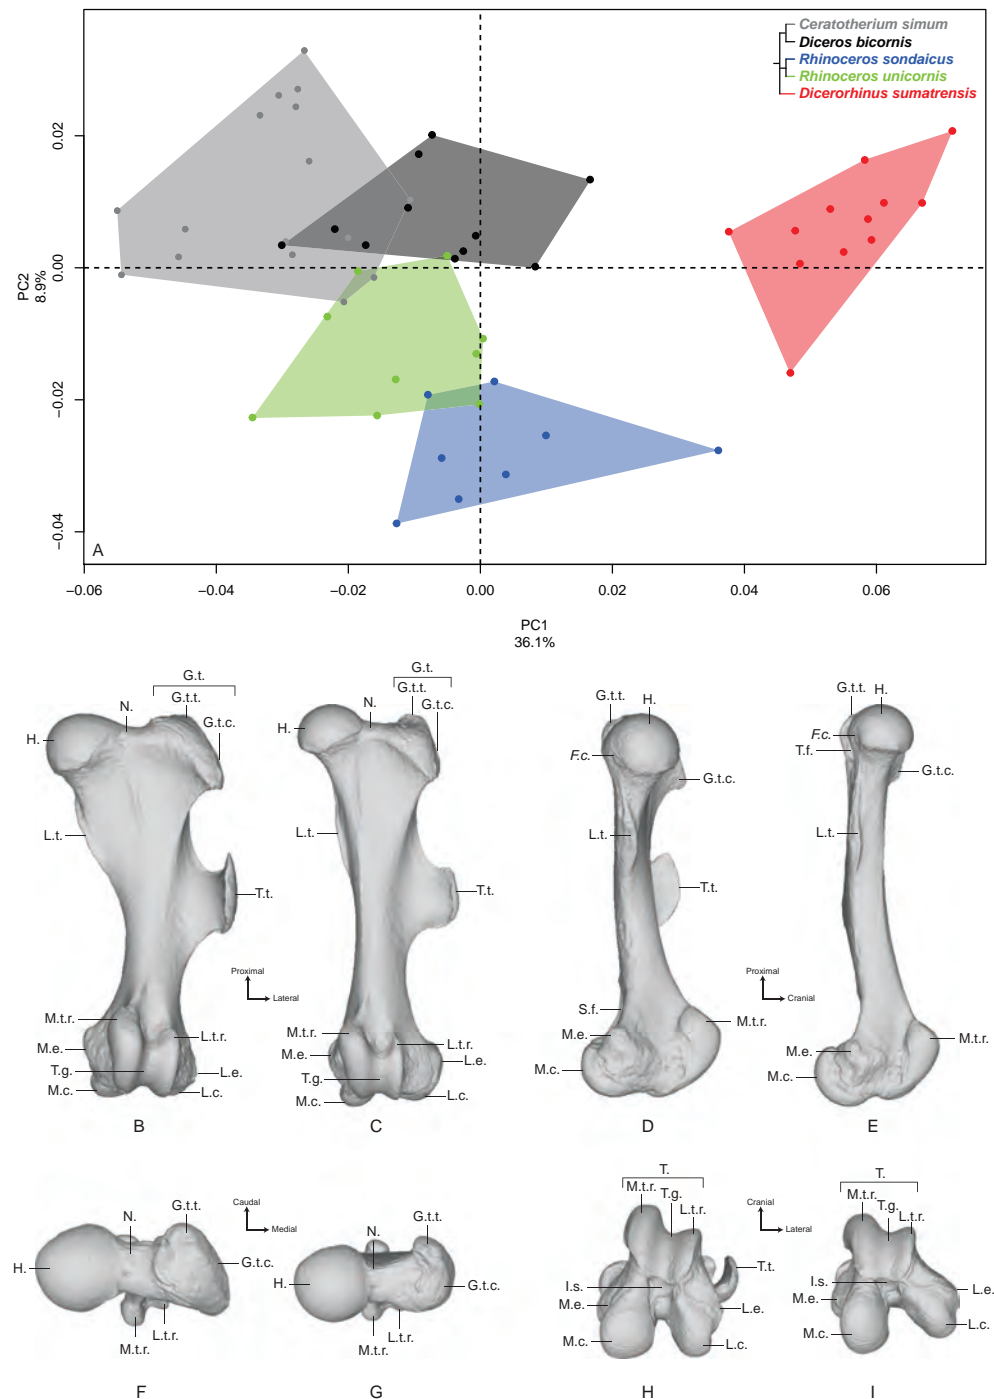 Ceratotherium simum
Diceros bicornis
Rhinoceros sondaicus
Rhinoceros unicornis
Dicerorhinus sumatrensis
PC2
8.9%
0.02
0.00
−0.02
−0.04
A
−0.06
−0.04
−0.02
0.00
0.02
0.04
0.06
PC1
36.1%
G.t.
N.
G.t.t.
G.t.c.
H.
L.t.
T.t.
Proximal
Lateral
M.t.r.
L.t.r.
M.e.
T.g.
L.e.
M.c.
L.c.
B
G.t.
G.t.t.
N.
G.t.c.
H.
L.t.
T.t.
M.t.r.
L.t.r.
M.e.
L.e.
T.g.
L.c.
M.c.
C
G.t.t.
H.
F.c.
G.t.c.
L.t.
T.t.
Proximal
Cranial
S.f.
M.t.r.
M.e.
M.c.
D
G.t.t.
H.
F.c.
T.f.
G.t.c.
L.t.
M.t.r.
M.e.
M.c.
E
G.t.t.
N.
Caudal
Medial
H.
G.t.c.
L.t.r.
M.t.r.
F
G.t.t.
N.
H.
G.t.c.
L.t.r.
M.t.r.
G
T.
M.t.r.
T.g.
L.t.r.
Cranial
Lateral
T.t.
I.s.
M.e.
L.e.
M.c.
L.c.
H
T.
M.t.r.
T.g.
L.t.r.
I.s.
L.e.
M.e.
L.c.
M.c.
I